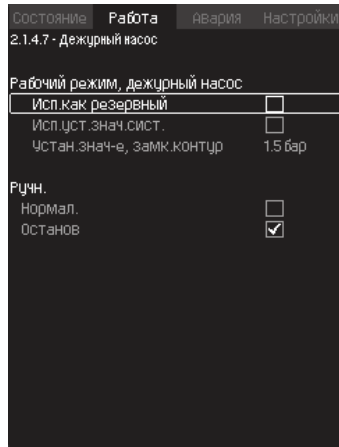 Состояние Работа Авария Настройки
2.1.4.7 - Дежурный насос
Рабочий режим, дежурный насос
Исп.как резервный
Исп.уст.знач.сист.
Устан.знач-е, замк.контур 1.5 бар
Ручн.
Нормал.
Останов